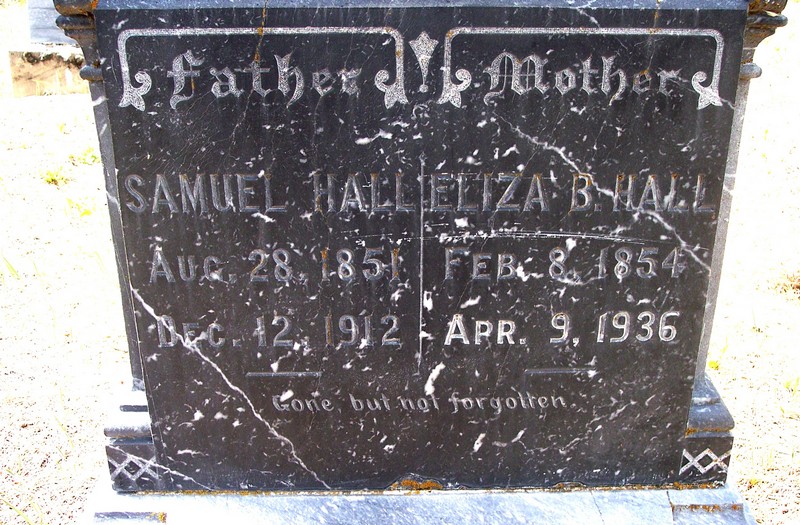 Father Mother
SAMUEL HALL ELIZA B. HALL
AUG. 28, 1851 FEB. 8, 1854
DEC. 12, 1912 APR. 9, 1936
Gone, but not forgotten